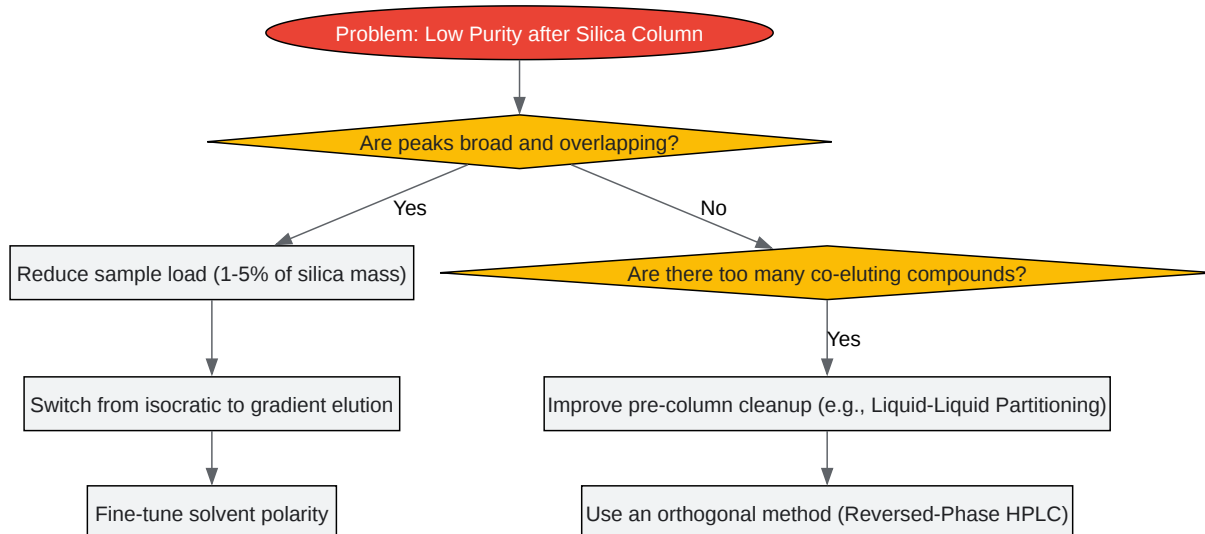 Problem: Low Purity after Silica Column
Are peaks broad and overlapping?
Yes
No
Reduce sample load (1-5% of silica mass)
Are there too many co-eluting compounds?
Yes
Switch from isocratic to gradient elution
Improve pre-column cleanup (e.g., Liquid-Liquid Partitioning)
Fine-tune solvent polarity
Use an orthogonal method (Reversed-Phase HPLC)